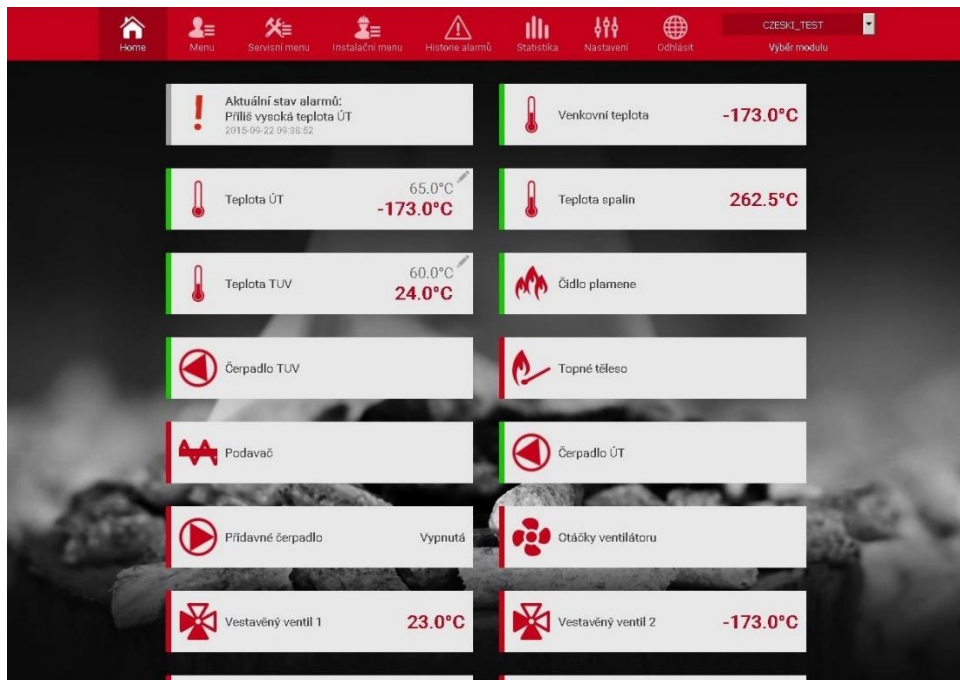 Home
Menu
Servisní menu
Instalační menu
Historie alarmů
Statistika
Nastavení
Odhlásit
CZESKI_TEST
Výběr modulu
Aktuální stav alarmů:
Příliš vysoká teplota ÚT
2015-09-22 09:38:52
Venkovní teplota
-173.0°C
Teplota ÚT
65.0°C
-173.0°C
Teplota spalin
262.5°C
Teplota TUV
60.0°C
24.0°C
Čidlo plamene
Čerpadlo TUV
Topné těleso
Podavač
Čerpadlo ÚT
Přídavné čerpadlo
Vypnutá
Otáčky ventilátoru
Vestavěný ventil 1
23.0°C
Vestavěný ventil 2
-173.0°C